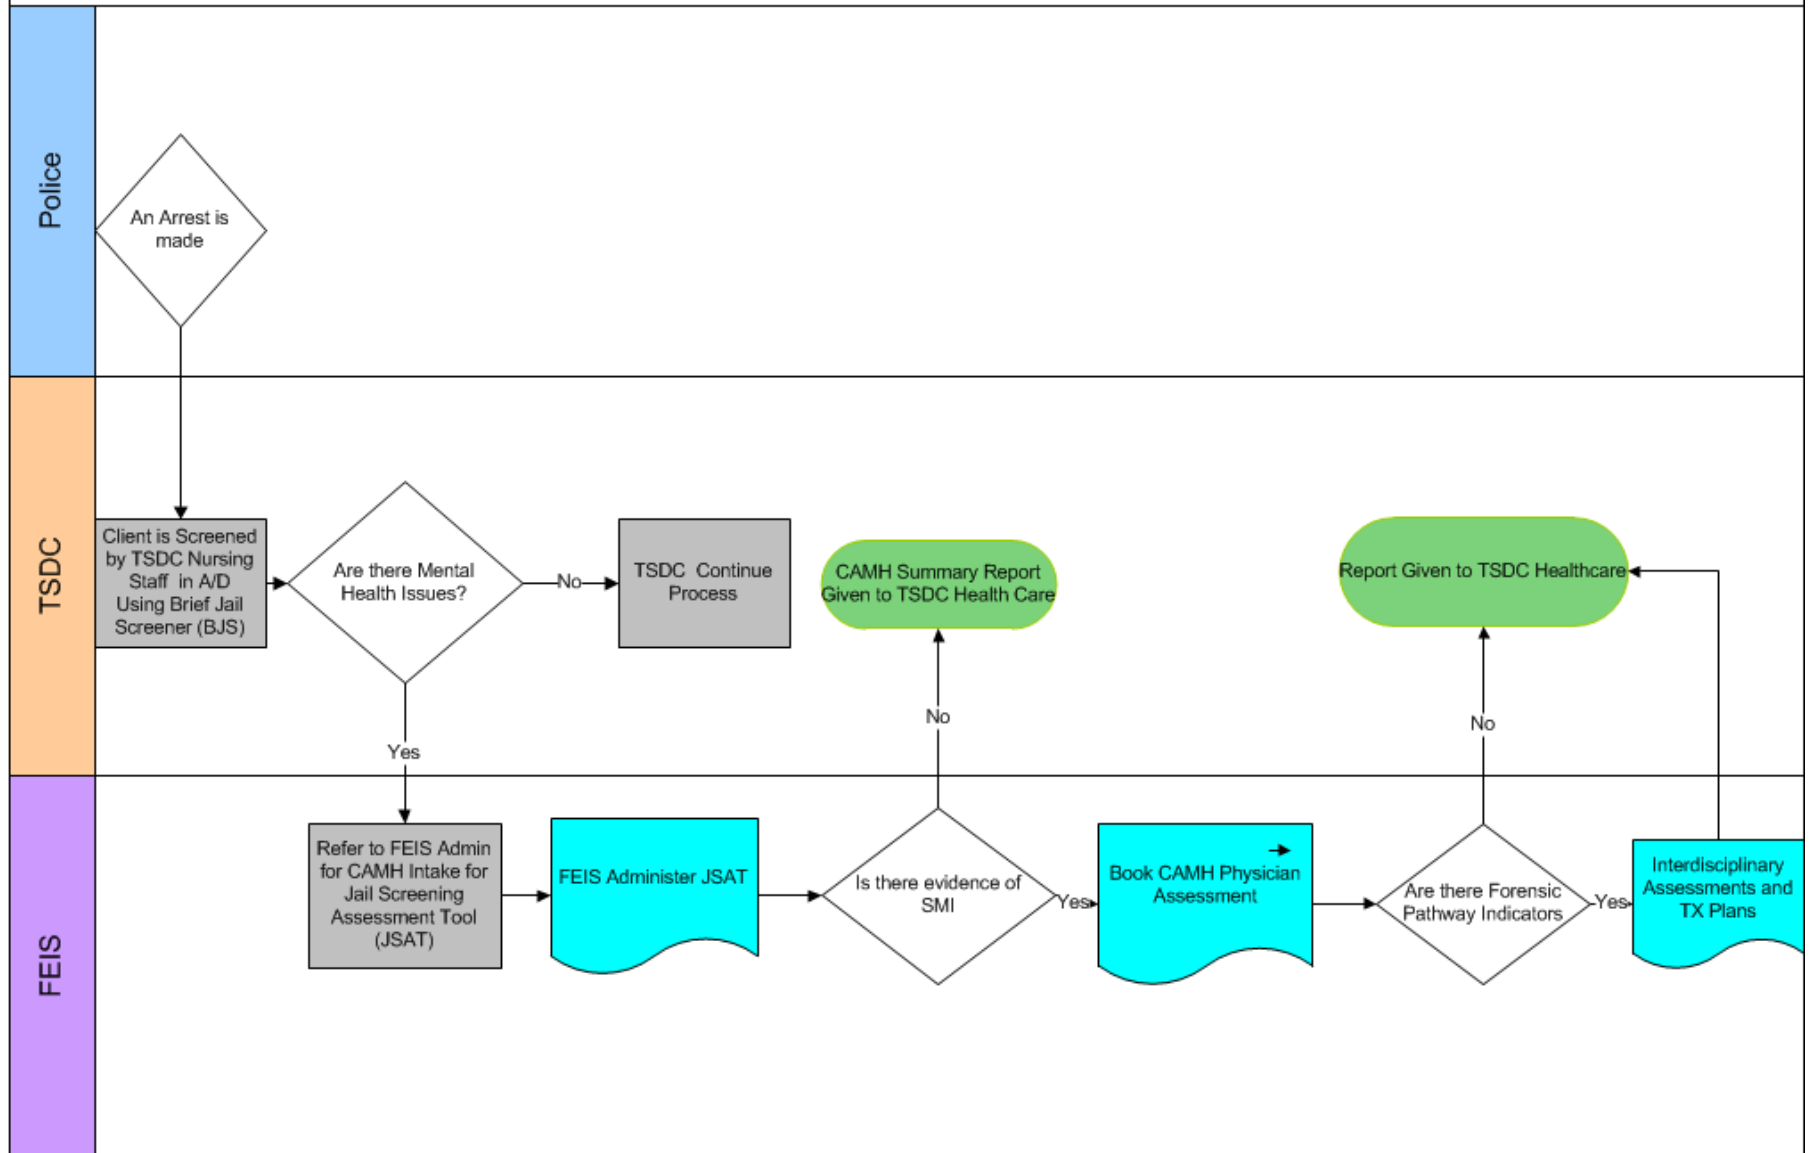 Police
An Arrest is
made
TSDC
Client is Screened
by TSDC Nursing
Staff in A/D
Using Brief Jail
Screener (BJS)
Are there Mental
Health Issues?
No
TSDC Continue
Process
CAMH Summary Report
Given to TSDC Health Care
Report Given to TSDC Healthcare
No
No
Yes
FEIS
Refer to FEIS Admin
for CAMH Intake for
Jail Screening
Assessment Tool
(JSAT)
FEIS Administer JSAT
Is there evidence of
SMI
Yes
Book CAMH Physician
Assessment
Are there Forensic
Pathway Indicators
Yes
Interdisciplinary
Assessments and
TX Plans